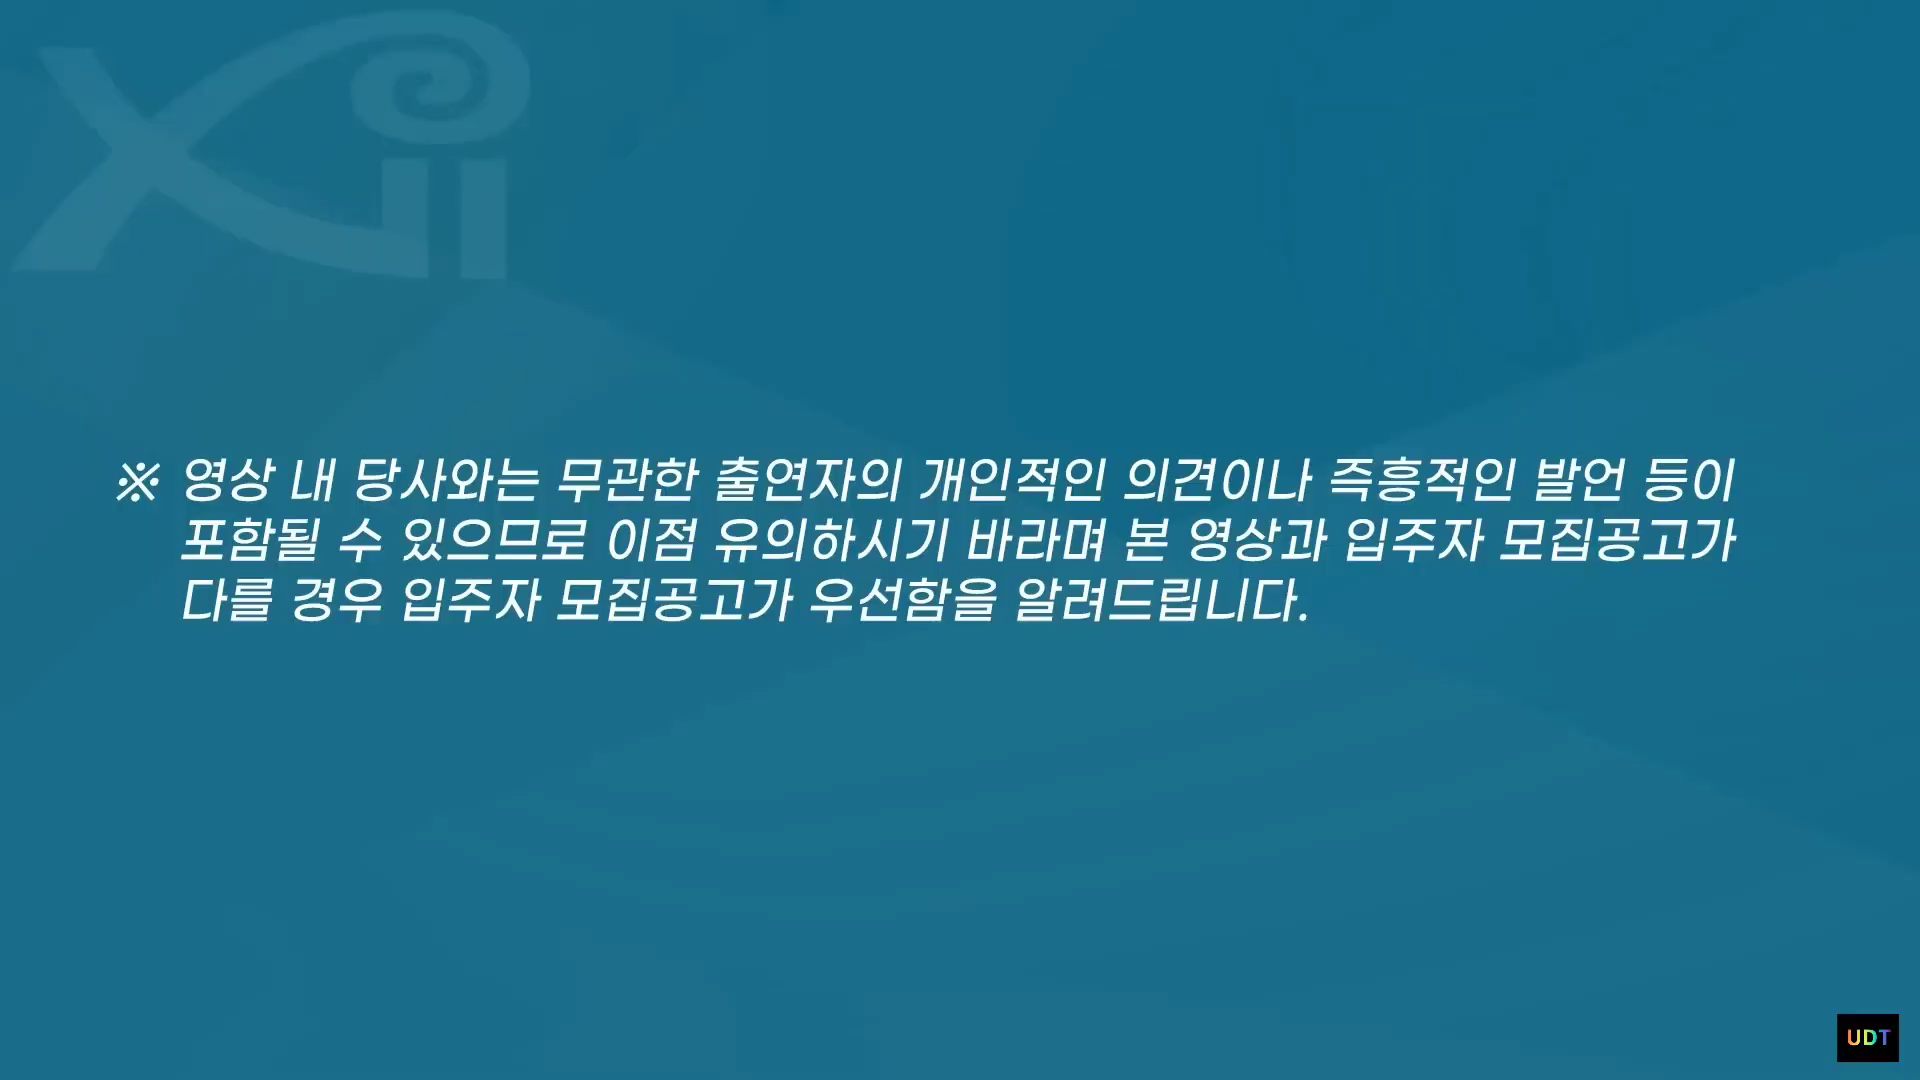 Xi
※ 영상 내 당사와는 무관한 출연자의 개인적인 의견이나 즉흥적인 발언 등이
포함될 수 있으므로 이점 유의하시기 바라며 본 영상과 입주자 모집공고가
다를 경우 입주자 모집공고가 우선함을 알려드립니다.
UDT